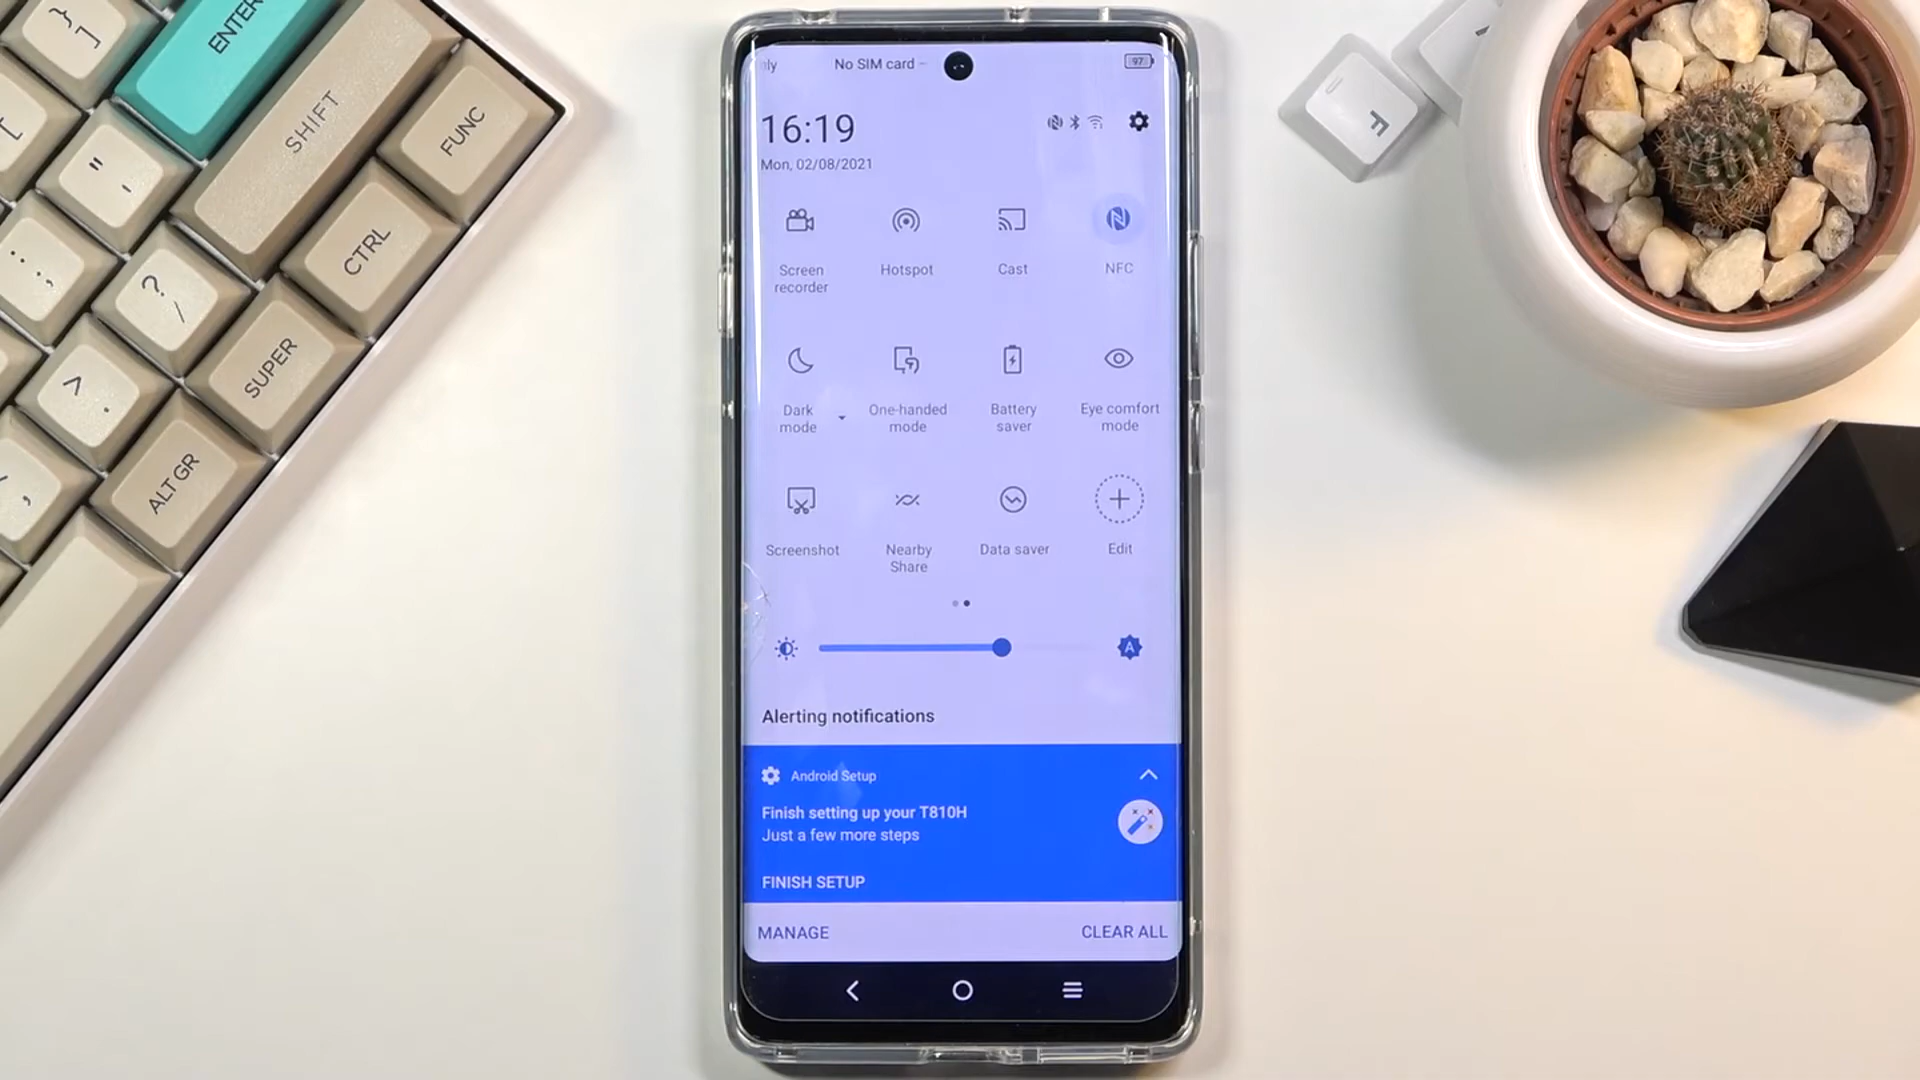 ENTER
SHIFT
FUNC
CTRL
SUPER
ALT GR
F
No SIM card
97
16:19
Mon, 02/08/2021
Screen
recorder
Hotspot
Cast
NFC
Dark
mode
One-handed
mode
Battery
saver
Eye comfort
mode
Screenshot
Nearby
Share
Data saver
Edit
A
Alerting notifications
Android Setup
Finish setting up your T810H
Just a few more steps
FINISH SETUP
MANAGE
CLEAR ALL